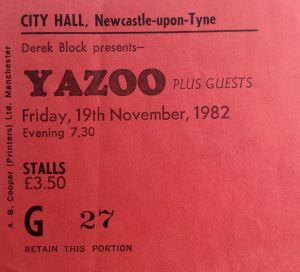 CITY HALL, Newcastle-upon-Tyne
Derek Block presents—
YAZOO PLUS GUESTS
Friday, 19th November, 1982
Evening 7.30
STALLS
£3.50
G 27
RETAIN THIS PORTION
A. B. Cooper (Printers) Ltd. Manchester